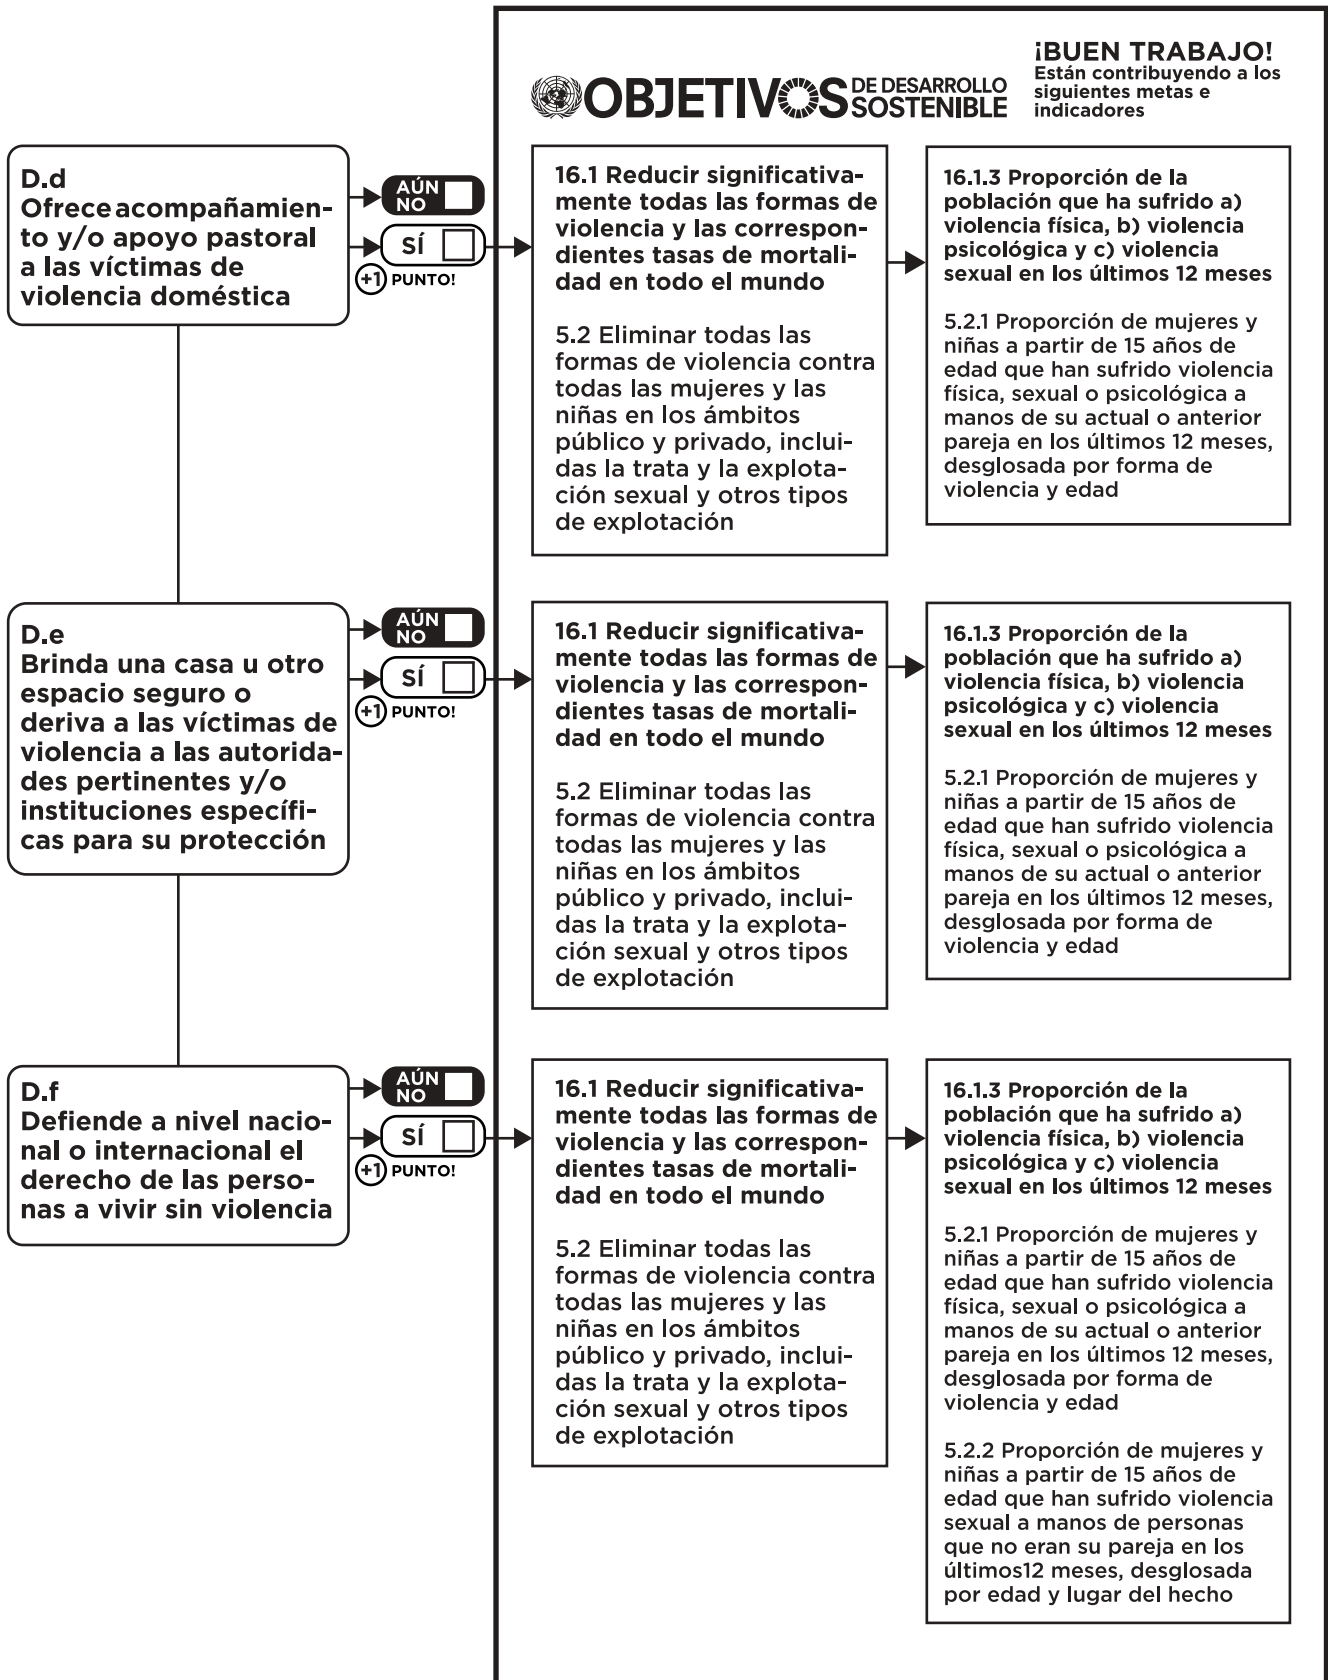 OBJETIVOS DE DESARROLLO
SOSTENIBLE
¡BUEN TRABAJO!
Están contribuyendo a los
siguientes metas e
indicadores
D.d
Ofrece acompañamien-
to y/o apoyo pastoral
a las víctimas de
violencia doméstica
AÚN
NO
SÍ
+1 PUNTO!
16.1 Reducir significativa-
mente todas las formas de
violencia y las correspon-
dientes tasas de mortali-
dad en todo el mundo
5.2 Eliminar todas las
formas de violencia contra
todas las mujeres y las
niñas en los ámbitos
público y privado, inclui-
das la trata y la explota-
ción sexual y otros tipos
de explotación
16.1.3 Proporción de la
población que ha sufrido a)
violencia física, b) violencia
psicológica y c) violencia
sexual en los últimos 12 meses
5.2.1 Proporción de mujeres y
niñas a partir de 15 años de
edad que han sufrido violencia
física, sexual o psicológica a
manos de su actual o anterior
pareja en los últimos 12 meses,
desglosada por forma de
violencia y edad
D.e
Brinda una casa u otro
espacio seguro o
deriva a las víctimas de
violencia a las autorida-
des pertinentes y/o
instituciones específi-
cas para su protección
AÚN
NO
SÍ
+1 PUNTO!
16.1 Reducir significativa-
mente todas las formas de
violencia y las correspon-
dientes tasas de mortali-
dad en todo el mundo
5.2 Eliminar todas las
formas de violencia contra
todas las mujeres y las
niñas en los ámbitos
público y privado, inclui-
das la trata y la explota-
ción sexual y otros tipos
de explotación
16.1.3 Proporción de la
población que ha sufrido a)
violencia física, b) violencia
psicológica y c) violencia
sexual en los últimos 12 meses
5.2.1 Proporción de mujeres y
niñas a partir de 15 años de
edad que han sufrido violencia
física, sexual o psicológica a
manos de su actual o anterior
pareja en los últimos 12 meses,
desglosada por forma de
violencia y edad
D.f
Defiende a nivel nacio-
nal o internacional el
derecho de las perso-
nas a vivir sin violencia
AÚN
NO
SÍ
+1 PUNTO!
16.1 Reducir significativa-
mente todas las formas de
violencia y las correspon-
dientes tasas de mortali-
dad en todo el mundo
5.2 Eliminar todas las
formas de violencia contra
todas las mujeres y las
niñas en los ámbitos
público y privado, inclui-
das la trata y la explota-
ción sexual y otros tipos
de explotación
16.1.3 Proporción de la
población que ha sufrido a)
violencia física, b) violencia
psicológica y c) violencia
sexual en los últimos 12 meses
5.2.1 Proporción de mujeres y
niñas a partir de 15 años de
edad que han sufrido violencia
física, sexual o psicológica a
manos de su actual o anterior
pareja en los últimos 12 meses,
desglosada por forma de
violencia y edad
5.2.2 Proporción de mujeres y
niñas a partir de 15 años de
edad que han sufrido violencia
sexual a manos de personas
que no eran su pareja en los
últimos12 meses, desglosada
por edad y lugar del hecho